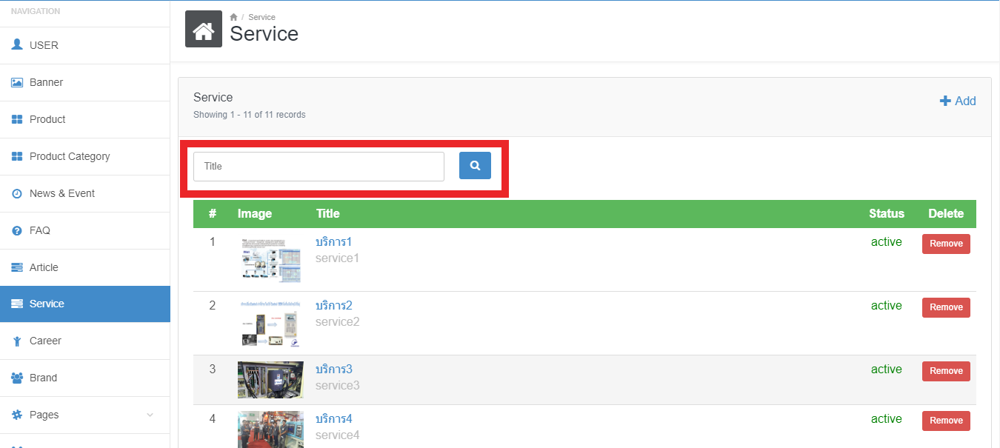 NAVIGATION
USER
Banner
Product
Product Category
News & Event
FAQ
Article
Service
Career
Brand
Pages
/ Service
Service
Service
Showing 1 - 11 of 11 records
Add
Title
# Image Title Status Delete
1 บริการ1 active Remove
service1
2 บริการ2 active Remove
service2
3 บริการ3 active Remove
service3
4 บริการ4 active Remove
service4